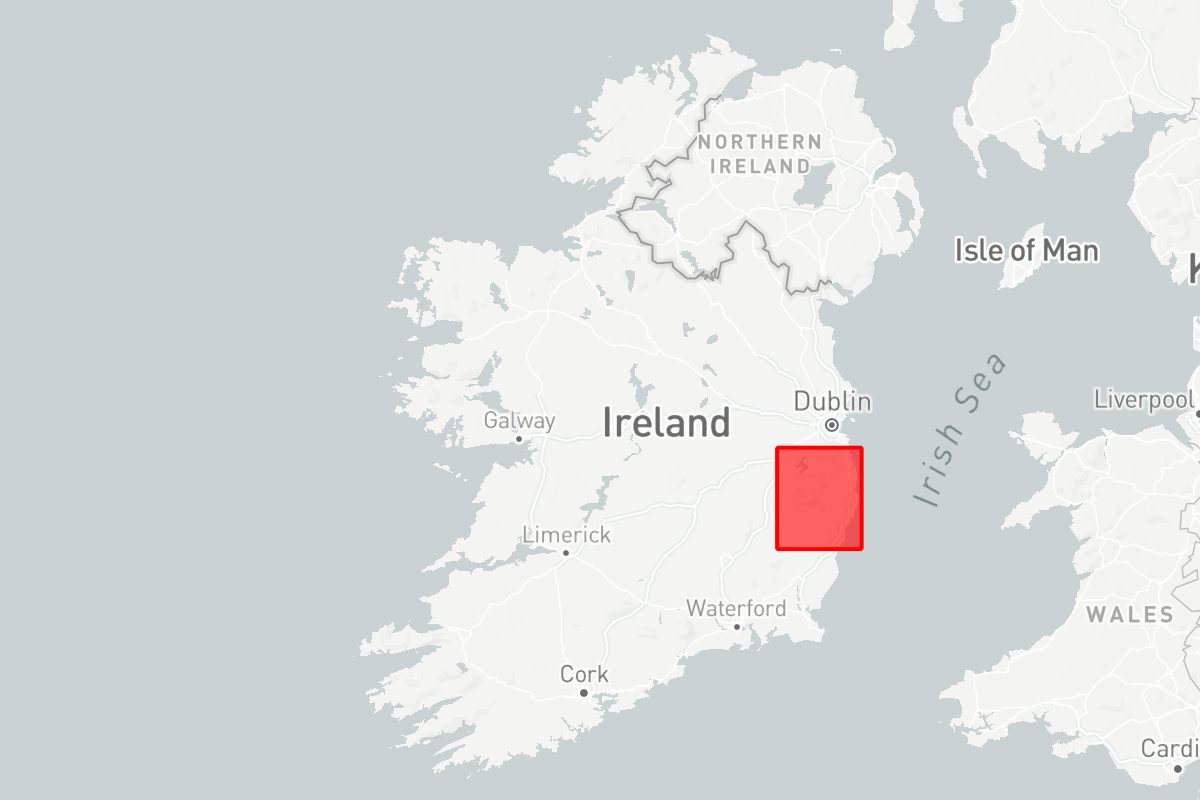 NORTHERN
IRELAND
Isle of Man
K
Irish Sea
Dublin
Liverpool
Galway
Ireland
Limerick
Waterford
WALES
Cork
Cardi